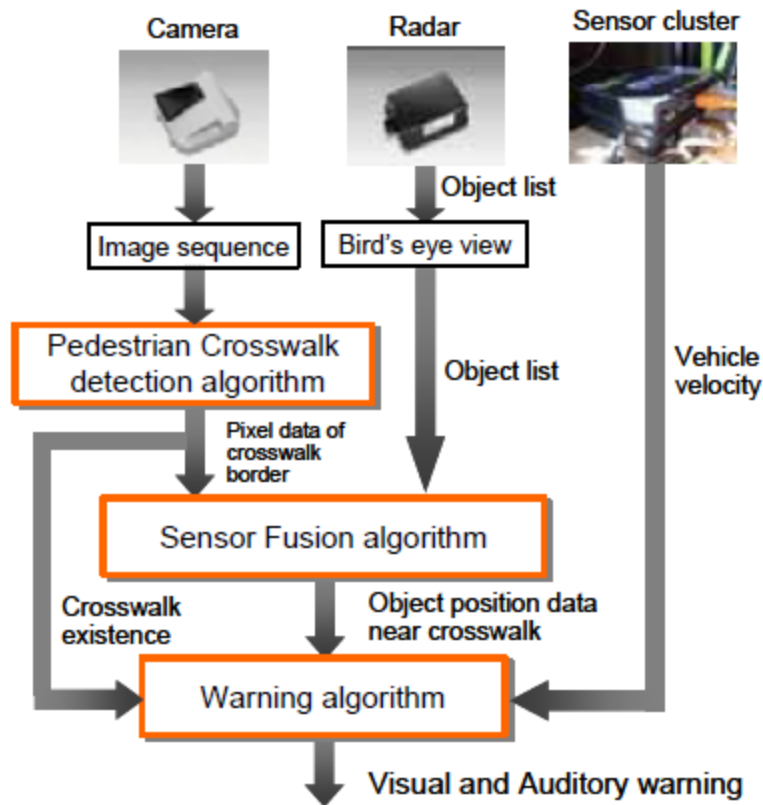 Camera
Radar
Sensor cluster
Object list
Image sequence
Bird's eye view
Pedestrian Crosswalk
detection algorithm
Object list
Vehicle
velocity
Pixel data of
crosswalk
border
Sensor Fusion algorithm
Crosswalk
existence
Object position data
near crosswalk
Warning algorithm
Visual and Auditory warning